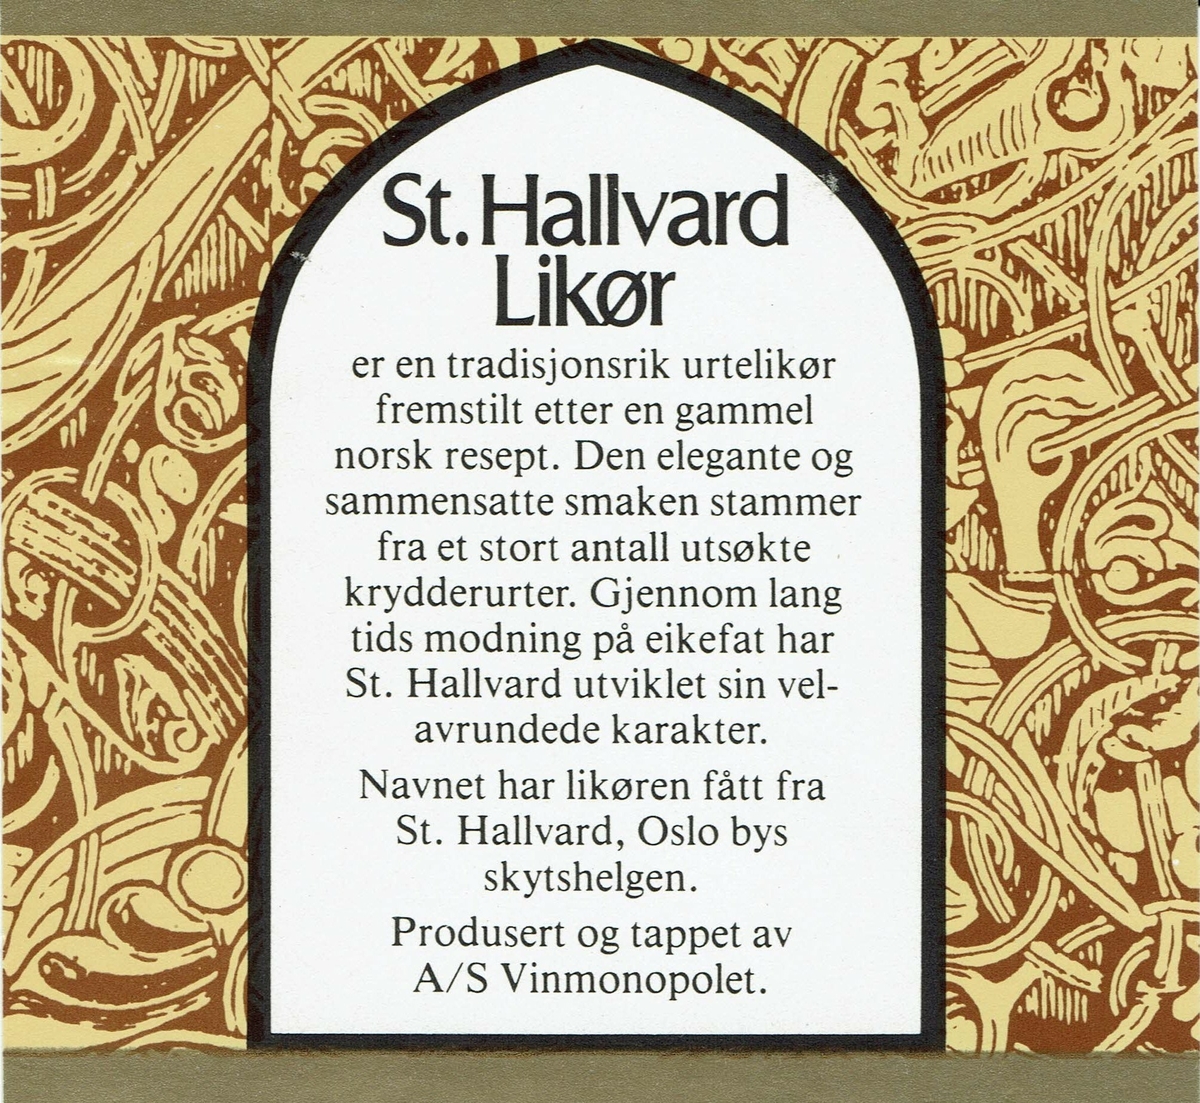 St. Hallvard
Likør
er en tradisjonsrik urtelikør
fremstilt etter en gammel
norsk resept. Den elegante og
sammensatte smaken stammer
fra et stort antall utsøkte
krydderurter. Gjennom lang
tids modning på eikefat har
St. Hallvard utviklet sin vel-
avrundede karakter.
Navnet har likøren fått fra
St. Hallvard, Oslo bys
skytshelgen.
Produsert og tappet av
A/S Vinmonopolet.